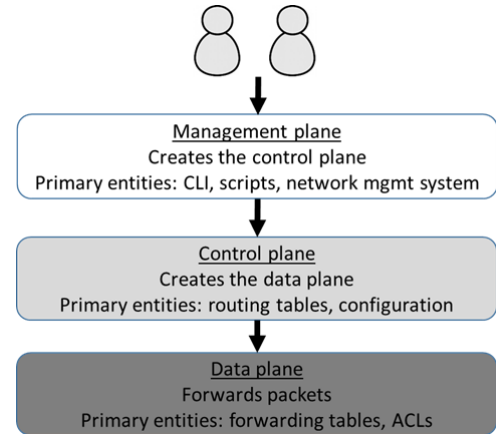 Management plane
Creates the control plane
Primary entities: CLI, scripts, network mgmt system
Control plane
Creates the data plane
Primary entities: routing tables, configuration
Data plane
Forwards packets
Primary entities: forwarding tables, ACLs